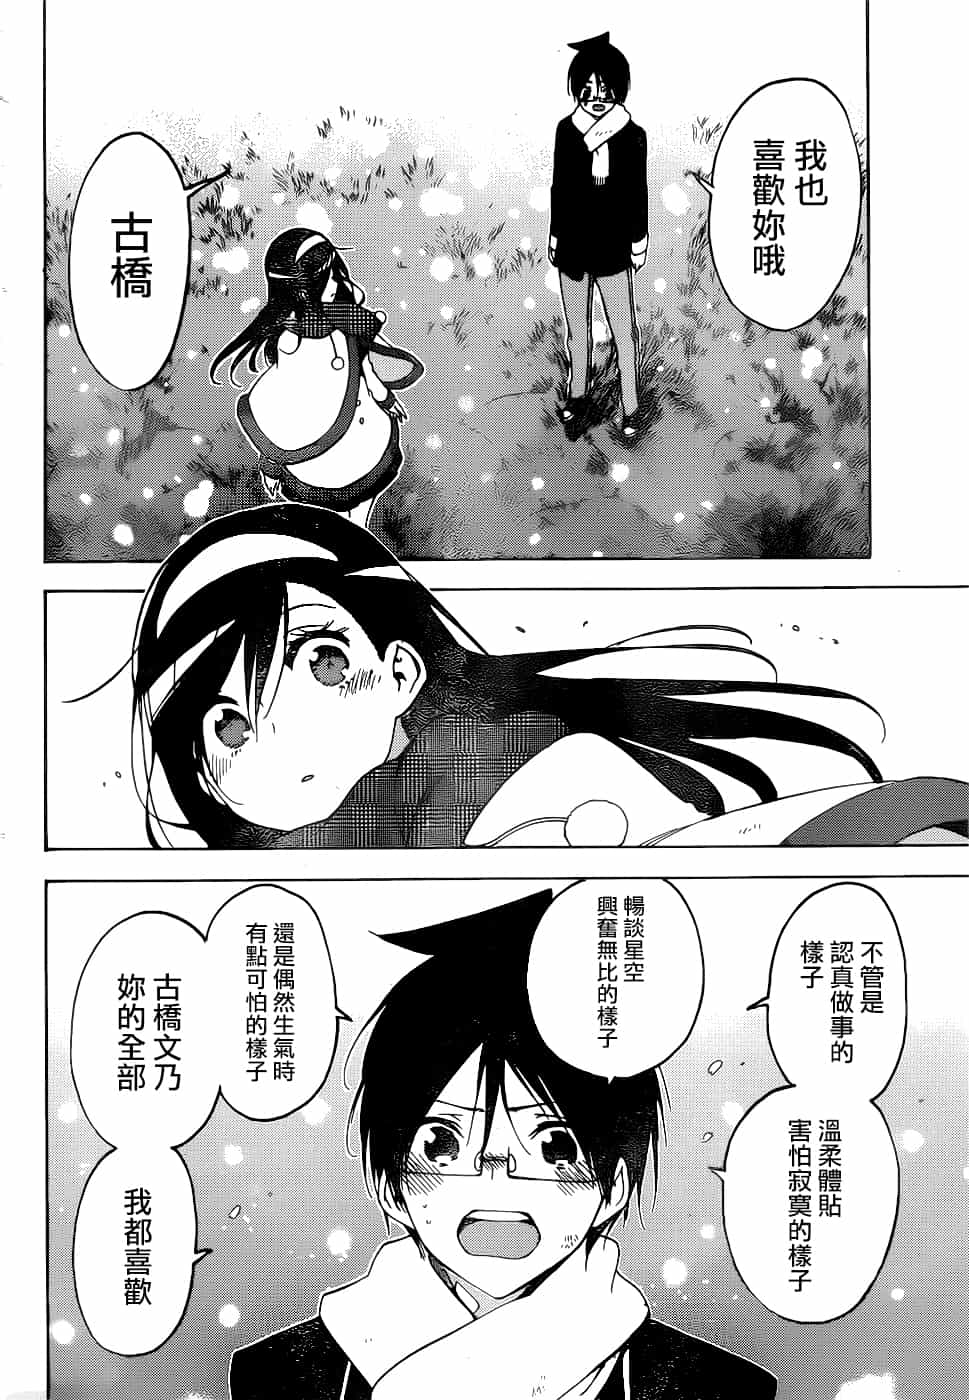 我也
喜歡妳哦
古橋
不管是
認真做事的
樣子
溫柔體貼
害怕寂寞的樣子
暢談星空
興奮無比的樣子
還是偶然生氣時
有點可怕的樣子
古橋文乃
妳的全部
我都喜歡